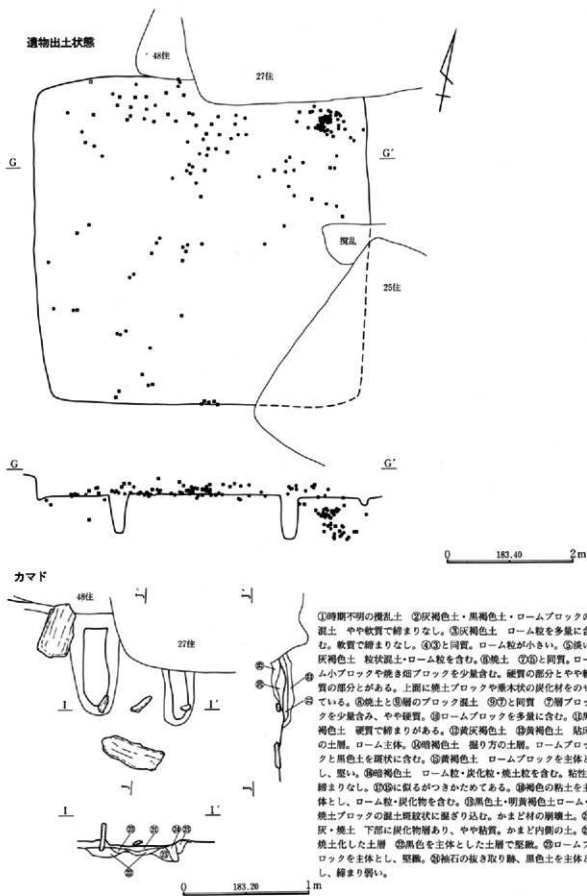 遺物出土状態
48住
27住
G
G'
撹乱
25住
G
G'
0
183.40
2m
カマド
48住
27住
I
I'
I
I'
0
183.20
1m
①時期不明の撹乱土 ②灰褐色土・黒褐色土・ロームブロックの
混土 やや軟質で締まりなし。③灰褐色土 ローム粒を多量に含
む。軟質で締まりなし。④③と同質。ローム粒が小さい。⑤淡い
灰褐色土 粒状混土・ローム粒を含む。⑥焼土 ⑦⑤と同質。ロー
ム小ブロックや焼き畑ブロックを少量含む。硬質の部分とやや軟
質の部分とがある。上面に焼土ブロックや垂木状の炭化材をのせ
ている。⑧焼土と⑨層のブロック混土 ⑨⑦と同質 ⑦層ブロッ
クを少量含み、やや硬質。⑩ロームブロックを多量に含む。⑪黒
褐色土 硬質で締まりがある。⑫黄灰褐色土 ⑬黄褐色土 貼床
の土層。ローム主体。⑭暗褐色土 掘り方の土層。ロームブロッ
クと黒色土を斑状に含む。⑮黄褐色土 ロームブロックを主体と
し、堅い。⑯暗褐色土 ローム粒・炭化粒・焼土粒を含む。粘性
締まりなし。⑰⑮に似るがつきかためてある。⑱褐色の粘土を主
体とし、ローム粒・炭化物を含む。⑲黒色土・明黄褐色土ローム・
焼土ブロックの混土斑紋状に混ざり込む。かまど材の崩壊土。
灰・焼土 下部に炭化物層あり、やや粘質。かまど内側の土。
焼土化した土層 ㉒黒色を主体とした土層で堅緻。㉓ロームブ
ロックを主体とし、堅緻。㉔袖石の抜き取り跡、黒色土を主体と
し、締まり弱い。